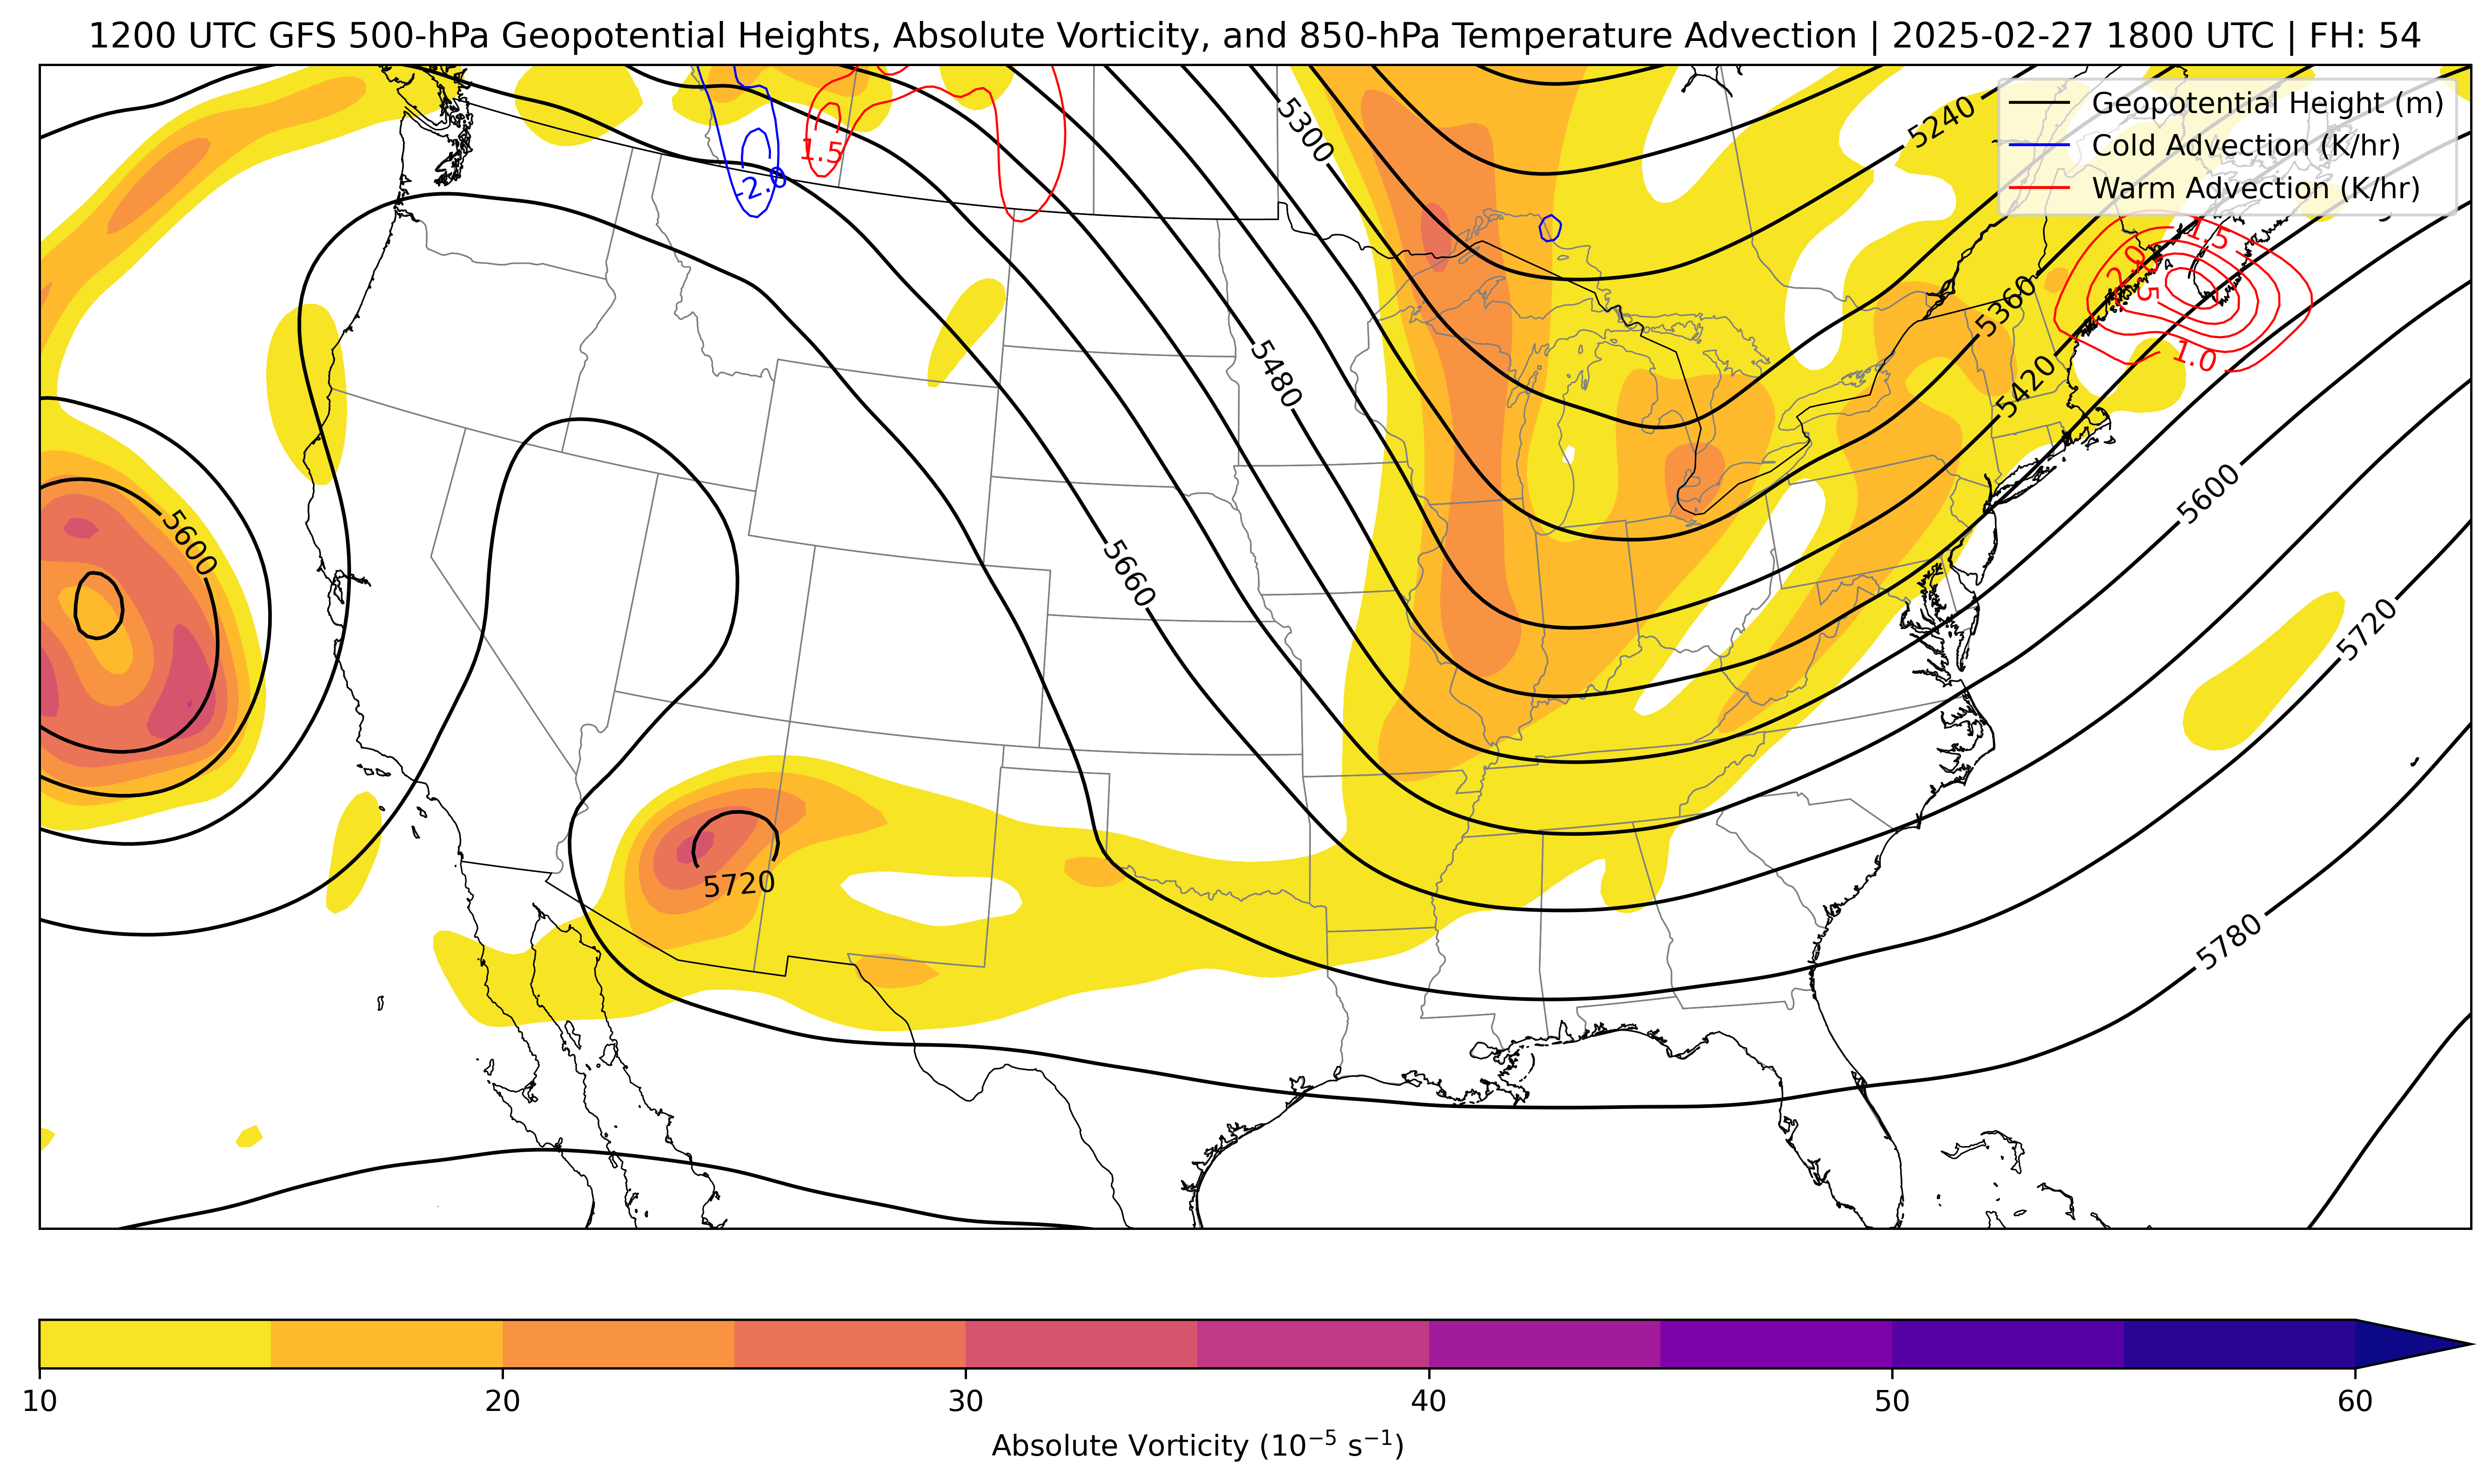 1200 UTC GFS 500-hPa Geopotential Heights, Absolute Vorticity, and 850-hPa Temperature Advection | 2025-02-27 1800 UTC | FH: 54
Geopotential Height (m)
Cold Advection (K/hr)
Warm Advection (K/hr)
5240
5300
1.5
-2.0
1.5
2.0
1.0
5360
5420
5480
5600
5600
5660
5720
5720
5780
10 20 30 40 50 60
Absolute Vorticity (10⁻⁵ s⁻¹)